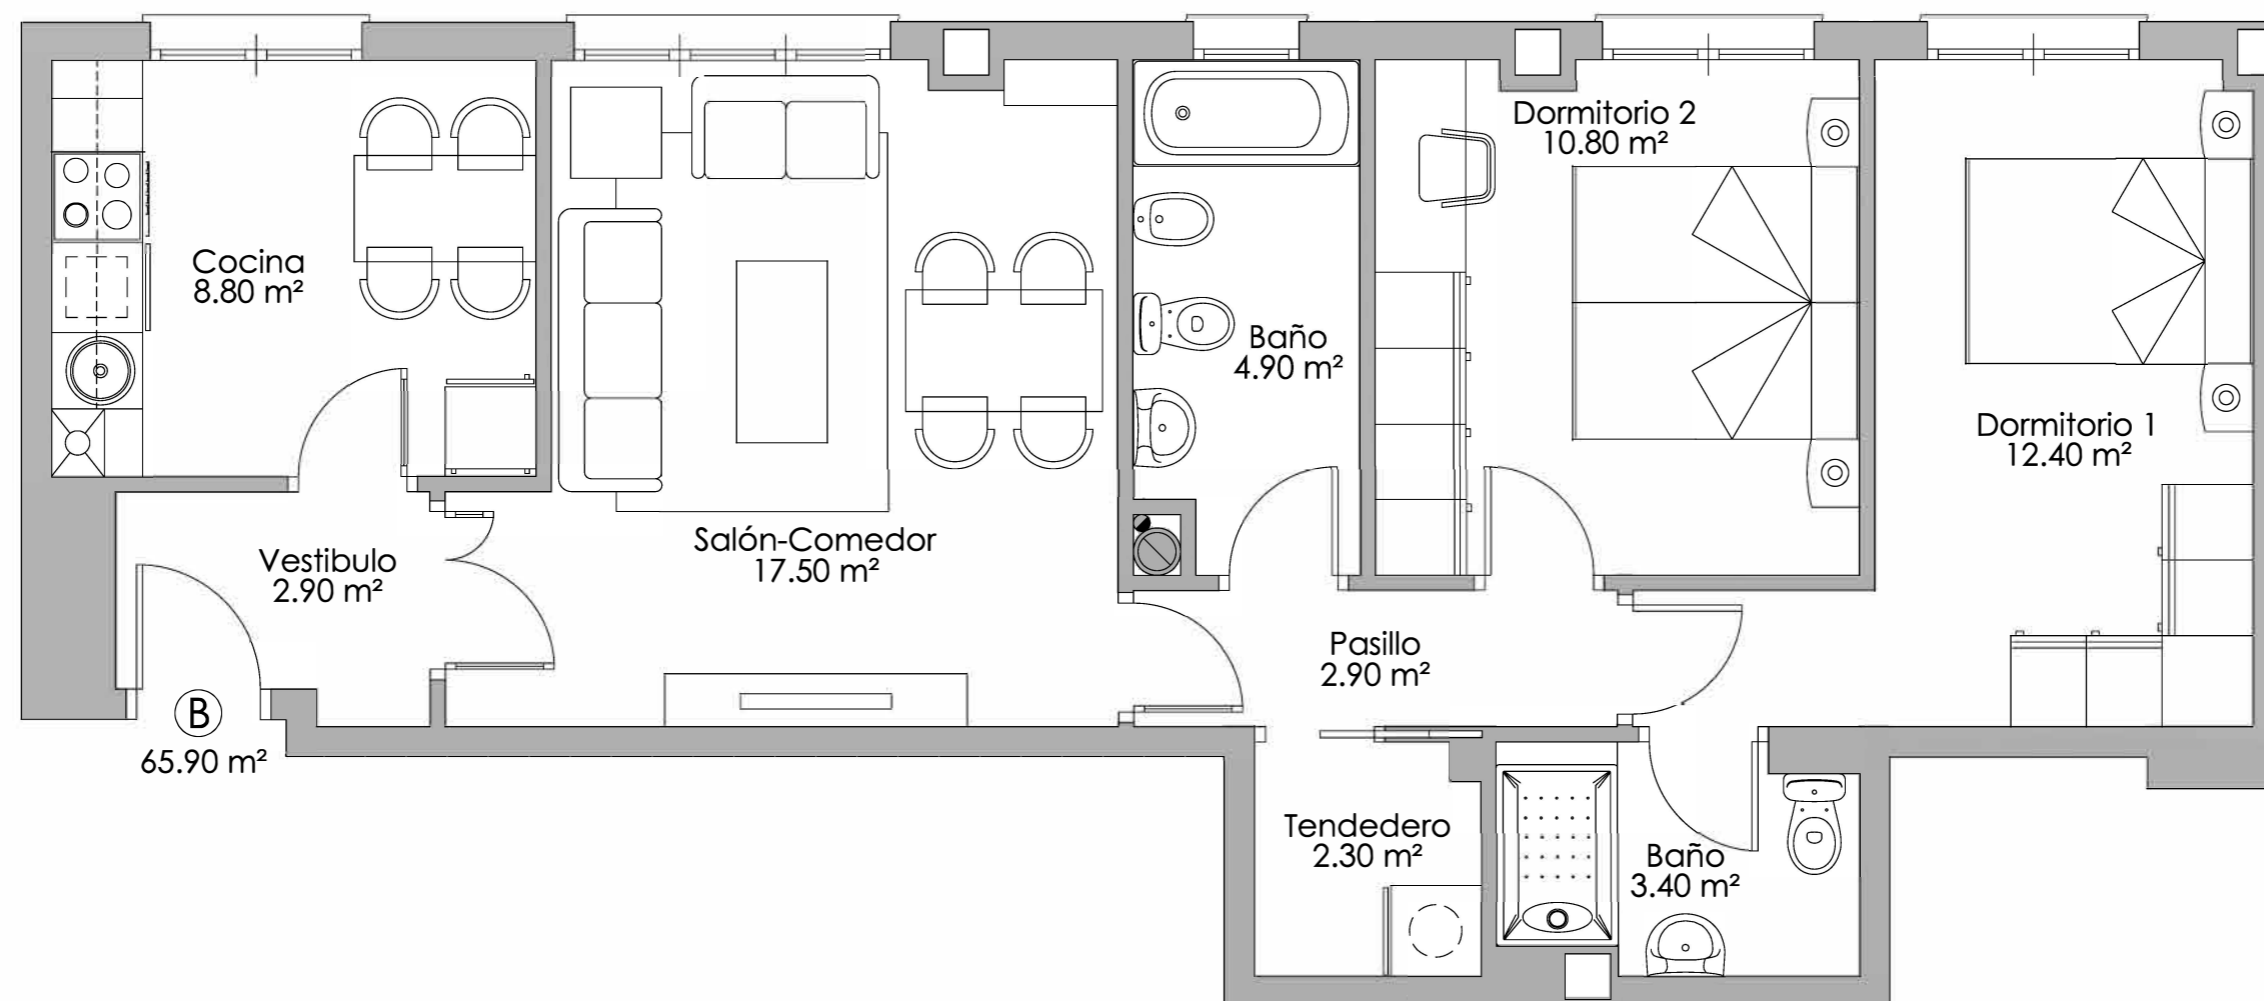 Dormitorio 2
10.80 m²
Cocina
8.80 m²
Baño
4.90 m²
Dormitorio 1
12.40 m²
Salón-Comedor
17.50 m²
Vestibulo
2.90 m²
Pasillo
2.90 m²
B
65.90 m²
Tendedero
2.30 m²
Baño
3.40 m²